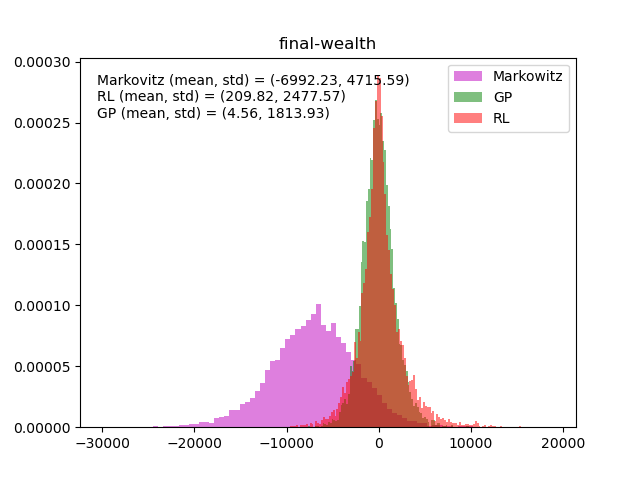 final-wealth
Markovitz (mean, std) = (-6992.23, 4715.59)
RL (mean, std) = (209.82, 2477.57)
GP (mean, std) = (4.56, 1813.93)
Markowitz
GP
RL
0.00030
0.00025
0.00020
0.00015
0.00010
0.00005
0.00000
−30000 −20000 −10000 0 10000 20000